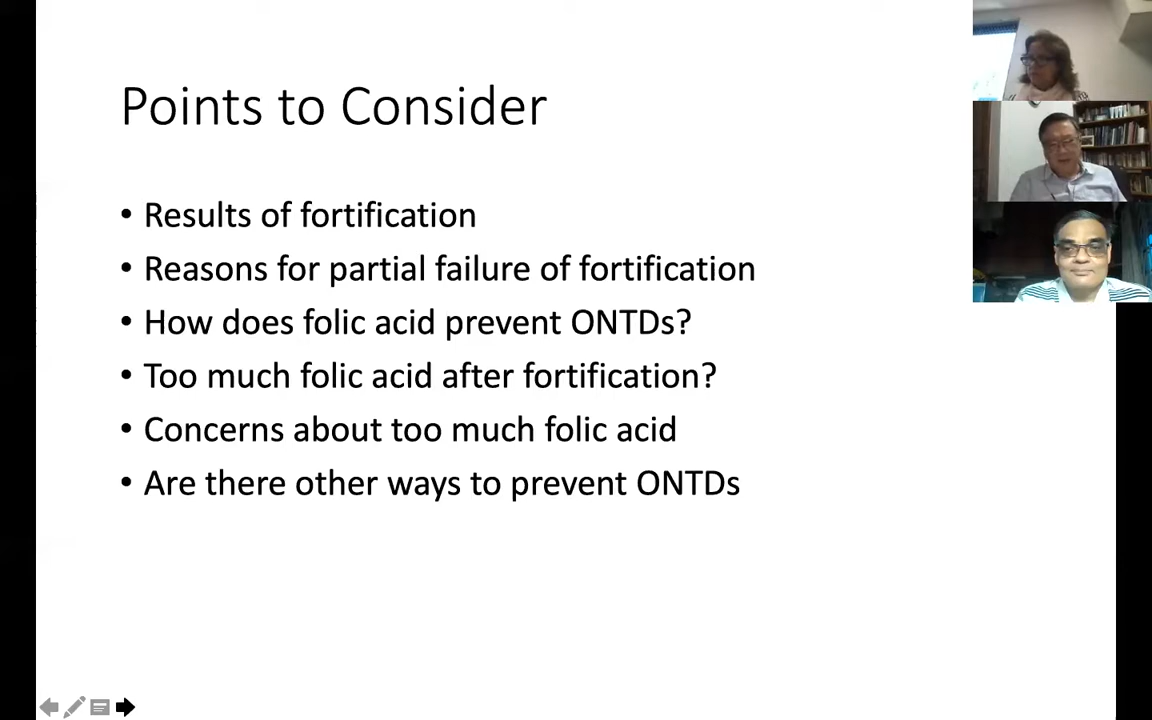 Points to Consider
• Results of fortification
• Reasons for partial failure of fortification
• How does folic acid prevent ONTDs?
• Too much folic acid after fortification?
• Concerns about too much folic acid
• Are there other ways to prevent ONTDs